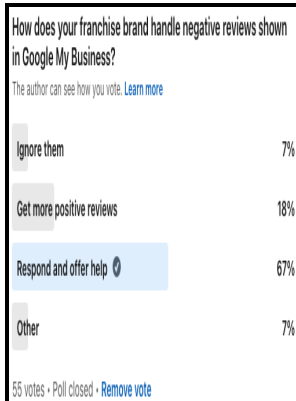 How does your franchise brand handle negative reviews shown
in Google My Business?
The author can see how you vote. Learn more
Ignore them 7%
Get more positive reviews 18%
Respond and offer help 67%
Other 7%
55 votes • Poll closed • Remove vote